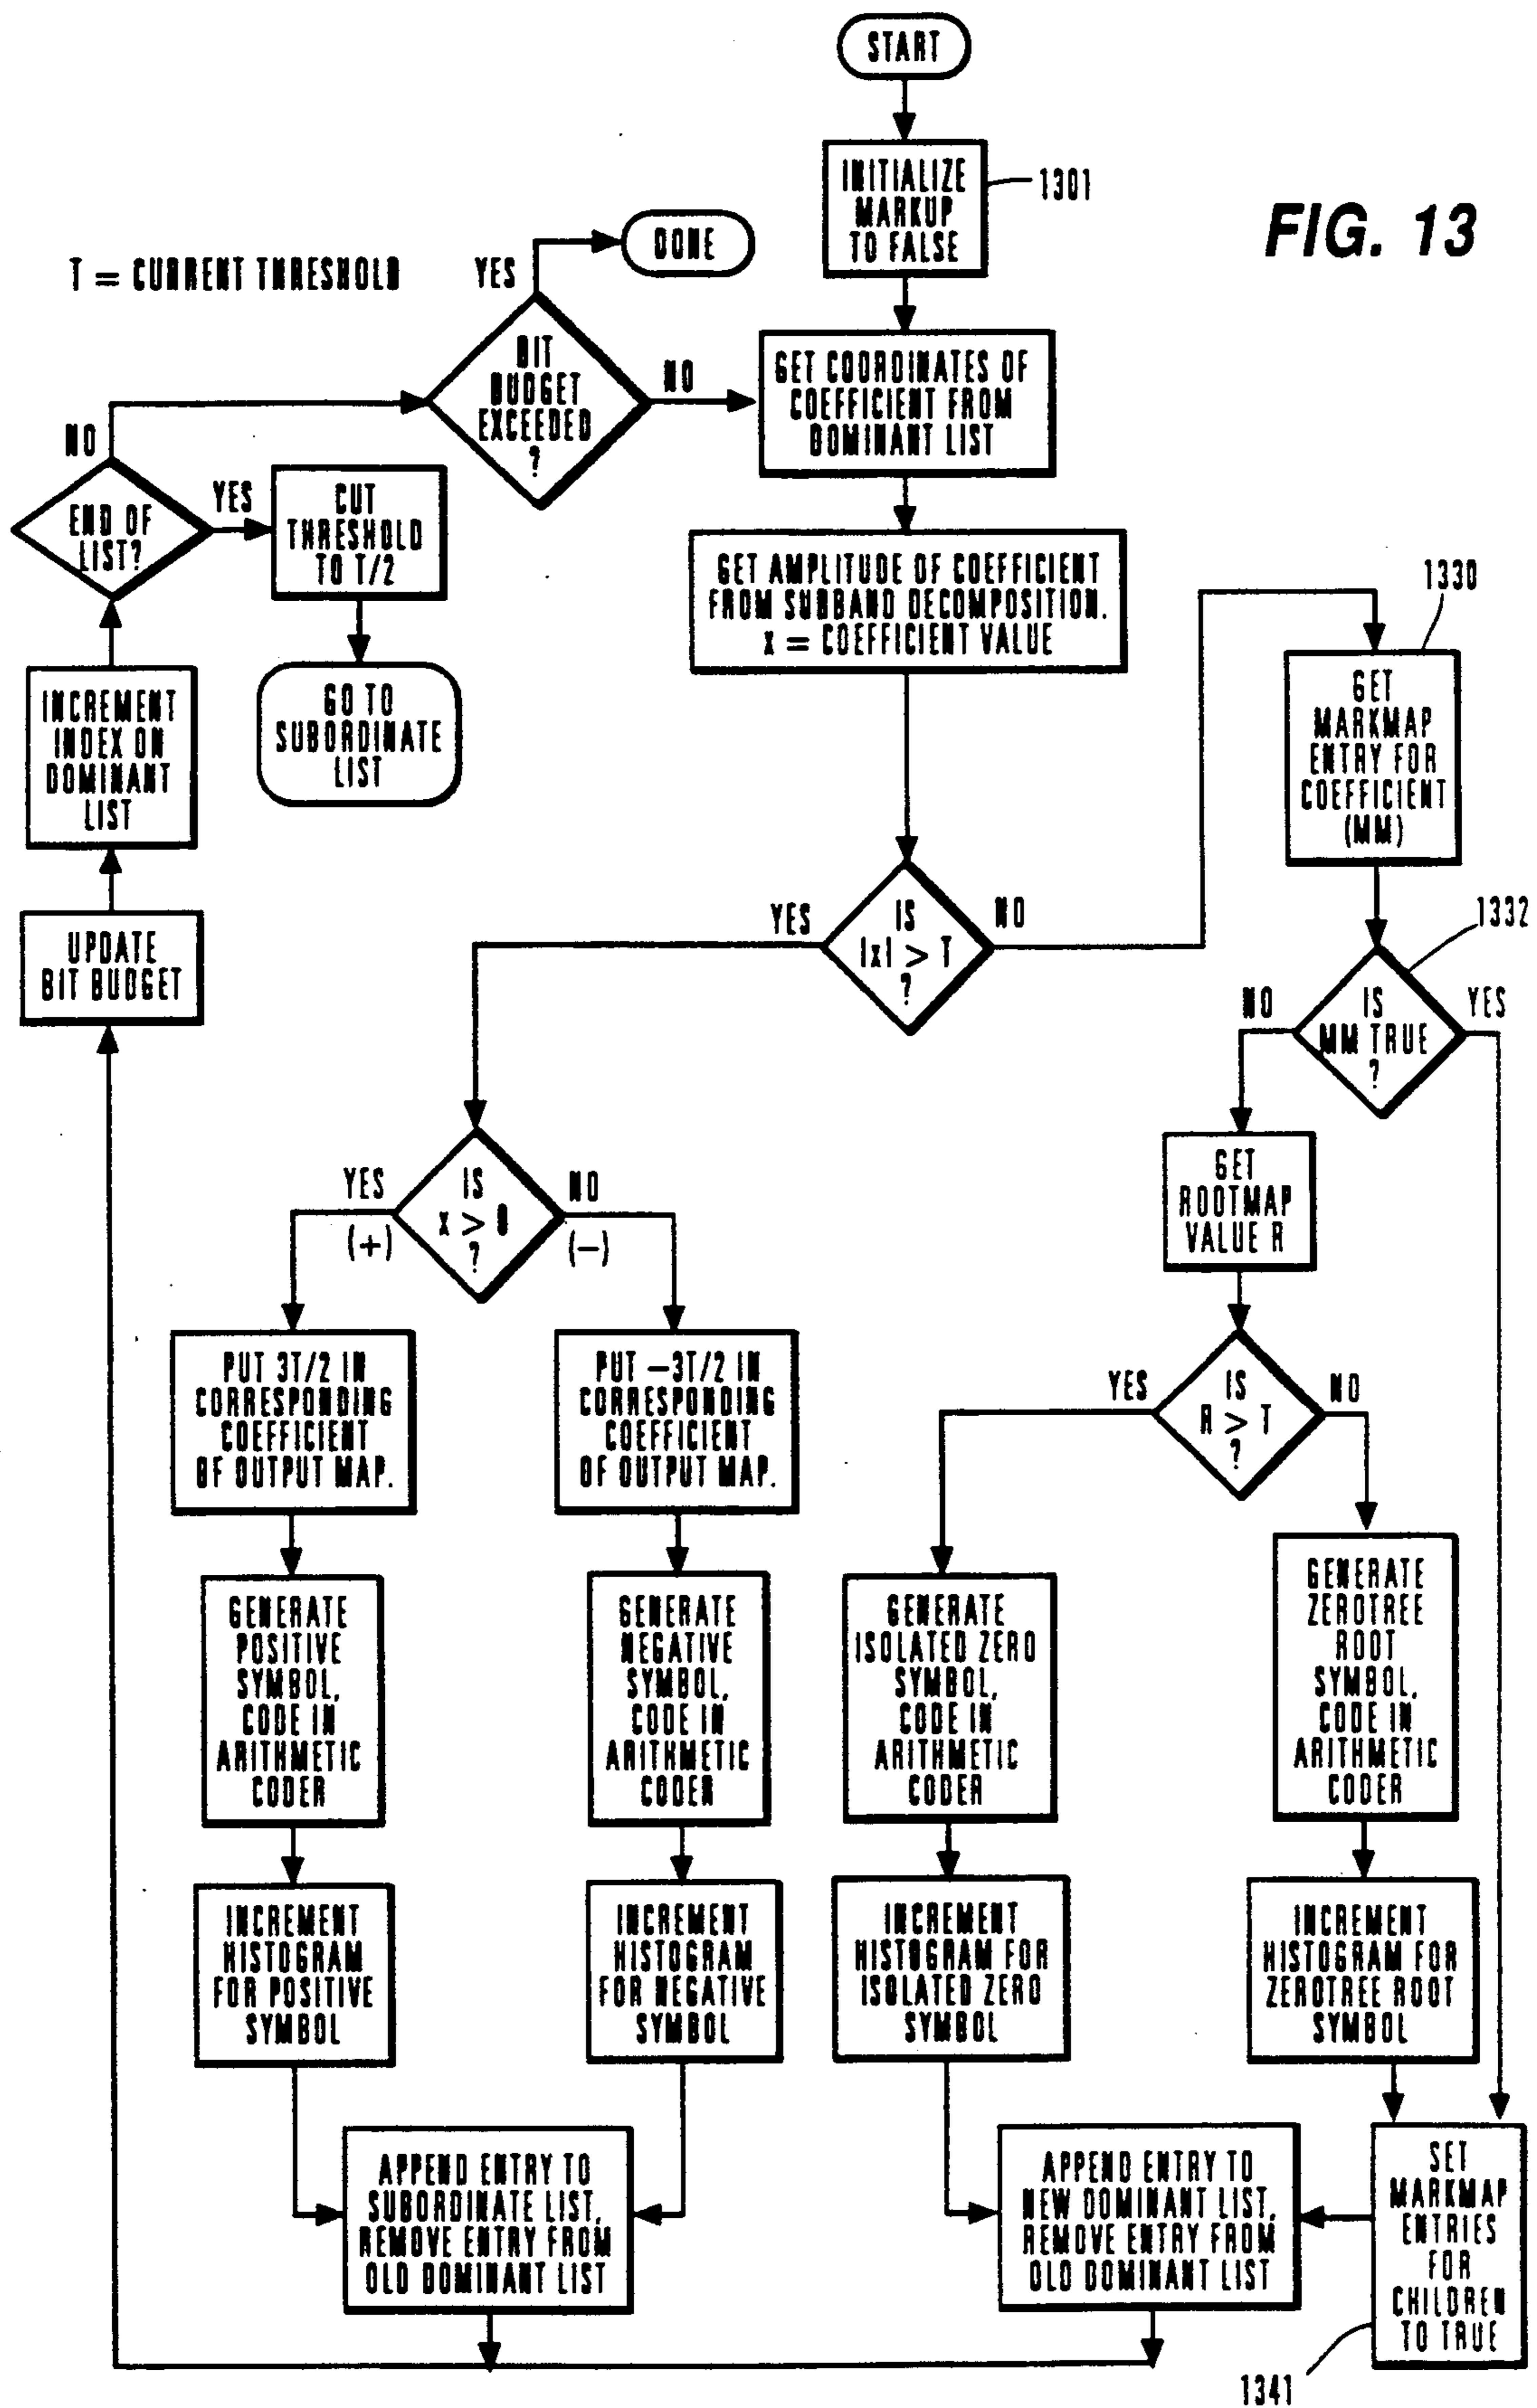 START
INITIALIZE
MARKUP
TO FALSE
1301
FIG. 13
DONE
T = CURRENT THRESHOLD
YES
BIT
BUDGET
EXCEEDED
?
NO
GET COORDINATES OF
COEFFICIENT FROM
DOMINANT LIST
NO
END OF
LIST?
YES
CUT
THRESHOLD
TO T/2
GO TO
SUBORDINATE
LIST
GET AMPLITUDE OF COEFFICIENT
FROM SUBBAND DECOMPOSITION.
X = COEFFICIENT VALUE
1330
GET
MARKMAP
ENTRY FOR
COEFFICIENT
(MM)
INCREMENT
INDEX ON
DOMINANT
LIST
UPDATE
BIT BUDGET
YES
IS
|x| > T
?
NO
1332
NO
IS
MM TRUE
?
YES
GET
ROOTMAP
VALUE R
YES
(+)
IS
x > 0
?
NO
(−)
YES
IS
R > T
?
NO
PUT 3T/2 IN
CORRESPONDING
COEFFICIENT
OF OUTPUT MAP.
PUT −3T/2 IN
CORRESPONDING
COEFFICIENT
OF OUTPUT MAP.
GENERATE
POSITIVE
SYMBOL,
CODE IN
ARITHMETIC
CODER
GENERATE
NEGATIVE
SYMBOL,
CODE IN
ARITHMETIC
CODER
GENERATE
ISOLATED ZERO
SYMBOL,
CODE IN
ARITHMETIC
CODER
GENERATE
ZEROTREE
ROOT
SYMBOL,
CODE IN
ARITHMETIC
CODER
INCREMENT
HISTOGRAM
FOR POSITIVE
SYMBOL
INCREMENT
HISTOGRAM
FOR NEGATIVE
SYMBOL
INCREMENT
HISTOGRAM FOR
ISOLATED ZERO
SYMBOL
INCREMENT
HISTOGRAM FOR
ZEROTREE ROOT
SYMBOL
APPEND ENTRY TO
SUBORDINATE LIST,
REMOVE ENTRY FROM
OLD DOMINANT LIST
APPEND ENTRY TO
NEW DOMINANT LIST,
REMOVE ENTRY FROM
OLD DOMINANT LIST
SET
MARKMAP
ENTRIES
FOR
CHILDREN
TO TRUE
1341